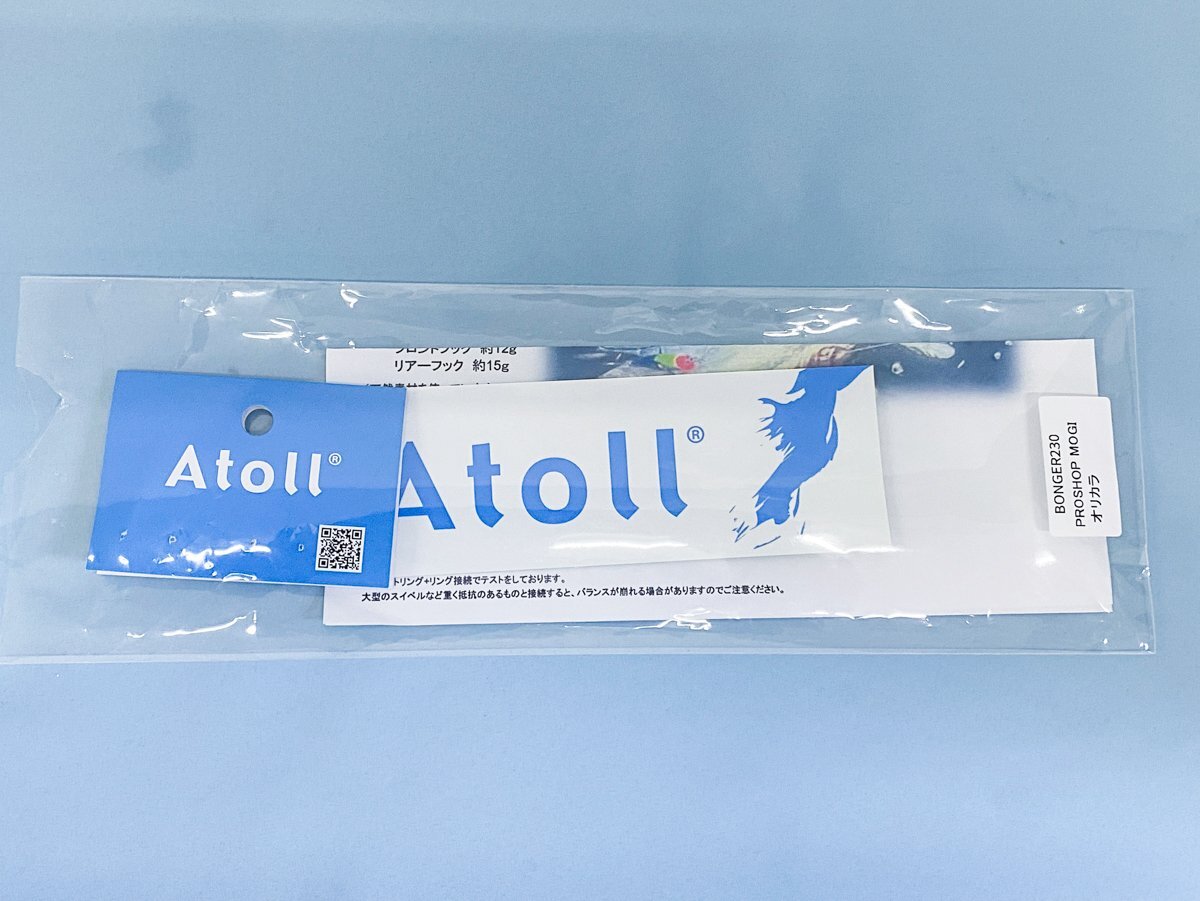 フロントフック 約12g
リアーフック 約15g
Atoll®
Atoll®
トリング+リング接続でテストをしております。
大型のスイベルなど重く抵抗のあるものと接続すると、バランスが崩れる場合がありますのでご注意ください。
BONGER230
PROSHOP MOGI
オリカラ